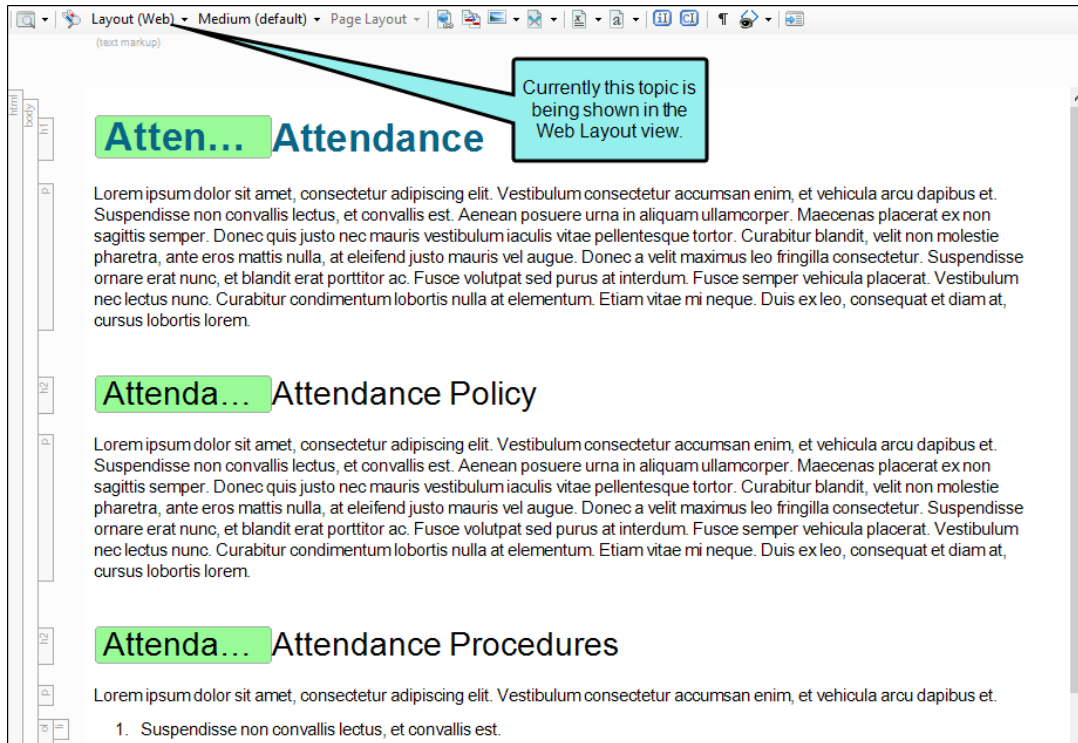 Layout (Web) Medium (default) Page Layout
(text markup)
Currently this topic is
being shown in the
Web Layout view.
html
body
h1
Atten... Attendance
p
Lorem ipsum dolor sit amet, consectetur adipiscing elit. Vestibulum consectetur accumsan enim, et vehicula arcu dapibus et.
Suspendisse non convallis lectus, et convallis est. Aenean posuere urna in aliquam ullamcorper. Maecenas placerat ex non
sagittis semper. Donec quis justo nec mauris vestibulum iaculis vitae pellentesque tortor. Curabitur blandit, velit non molestie
pharetra, ante eros mattis nulla, at eleifend justo mauris vel augue. Donec a velit maximus leo fringilla consectetur. Suspendisse
ornare erat nunc, et blandit erat porttitor ac. Fusce volutpat sed purus at interdum. Fusce semper vehicula placerat. Vestibulum
nec lectus nunc. Curabitur condimentum lobortis nulla at elementum. Etiam vitae mi neque. Duis ex leo, consequat et diam at,
cursus lobortis lorem.
h2
Attenda... Attendance Policy
p
Lorem ipsum dolor sit amet, consectetur adipiscing elit. Vestibulum consectetur accumsan enim, et vehicula arcu dapibus et.
Suspendisse non convallis lectus, et convallis est. Aenean posuere urna in aliquam ullamcorper. Maecenas placerat ex non
sagittis semper. Donec quis justo nec mauris vestibulum iaculis vitae pellentesque tortor. Curabitur blandit, velit non molestie
pharetra, ante eros mattis nulla, at eleifend justo mauris vel augue. Donec a velit maximus leo fringilla consectetur. Suspendisse
ornare erat nunc, et blandit erat porttitor ac. Fusce volutpat sed purus at interdum. Fusce semper vehicula placerat. Vestibulum
nec lectus nunc. Curabitur condimentum lobortis nulla at elementum. Etiam vitae mi neque. Duis ex leo, consequat et diam at,
cursus lobortis lorem.
h2
Attenda... Attendance Procedures
p
Lorem ipsum dolor sit amet, consectetur adipiscing elit. Vestibulum consectetur accumsan enim, et vehicula arcu dapibus et.
ol li
1. Suspendisse non convallis lectus, et convallis est.